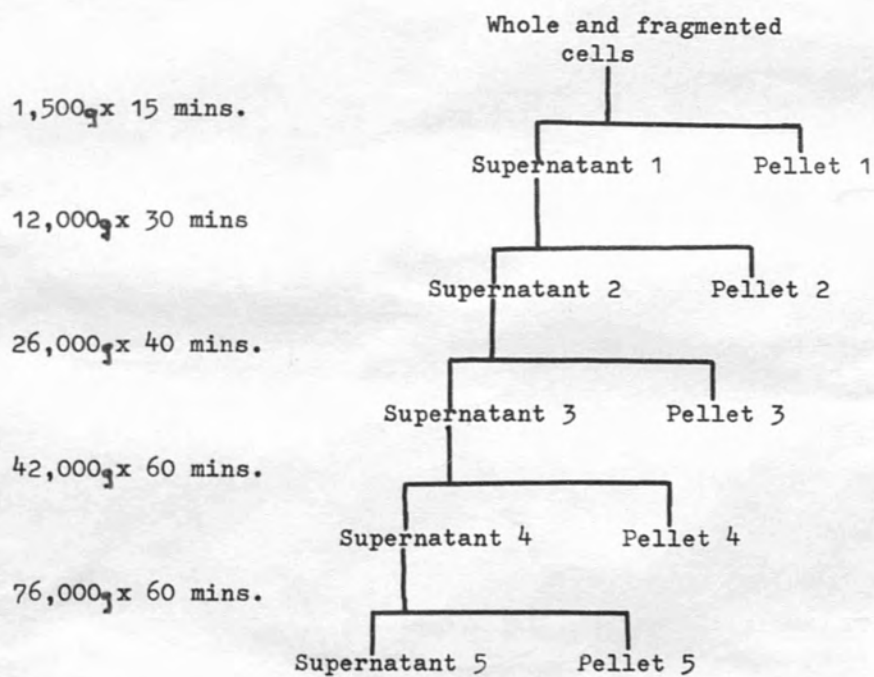 Whole and fragmented
cells
1,500g x 15 mins.
Supernatant 1 Pellet 1
12,000g x 30 mins
Supernatant 2 Pellet 2
26,000g x 40 mins.
Supernatant 3 Pellet 3
42,000g x 60 mins.
Supernatant 4 Pellet 4
76,000g x 60 mins.
Supernatant 5 Pellet 5